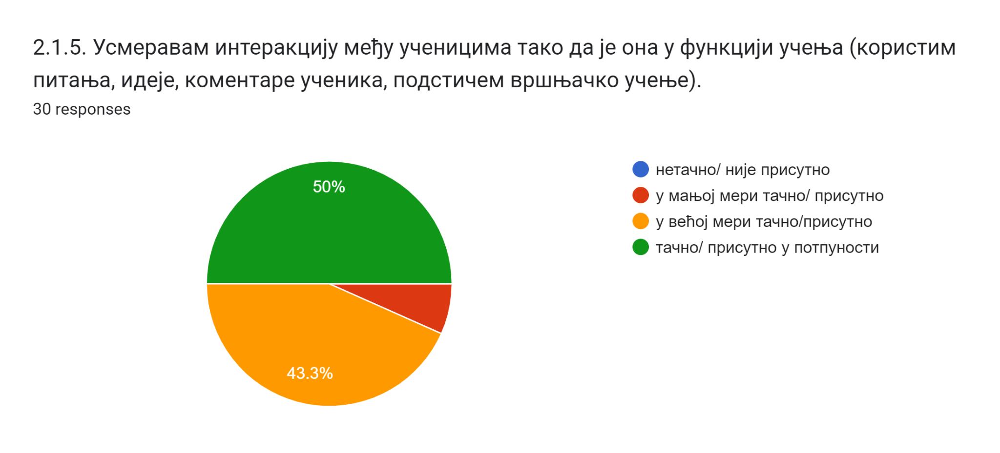 2.1.5. Усмеравам интеракцију међу ученицима тако да је она у функцији учења (користим
питања, идеје, коментаре ученика, подстичем вршњачко учење).
30 responses
50%
43.3%
нетачно/ није присутно
у мањој мери тачно/ присутно
у већој мери тачно/присутно
тачно/ присутно у потпуности